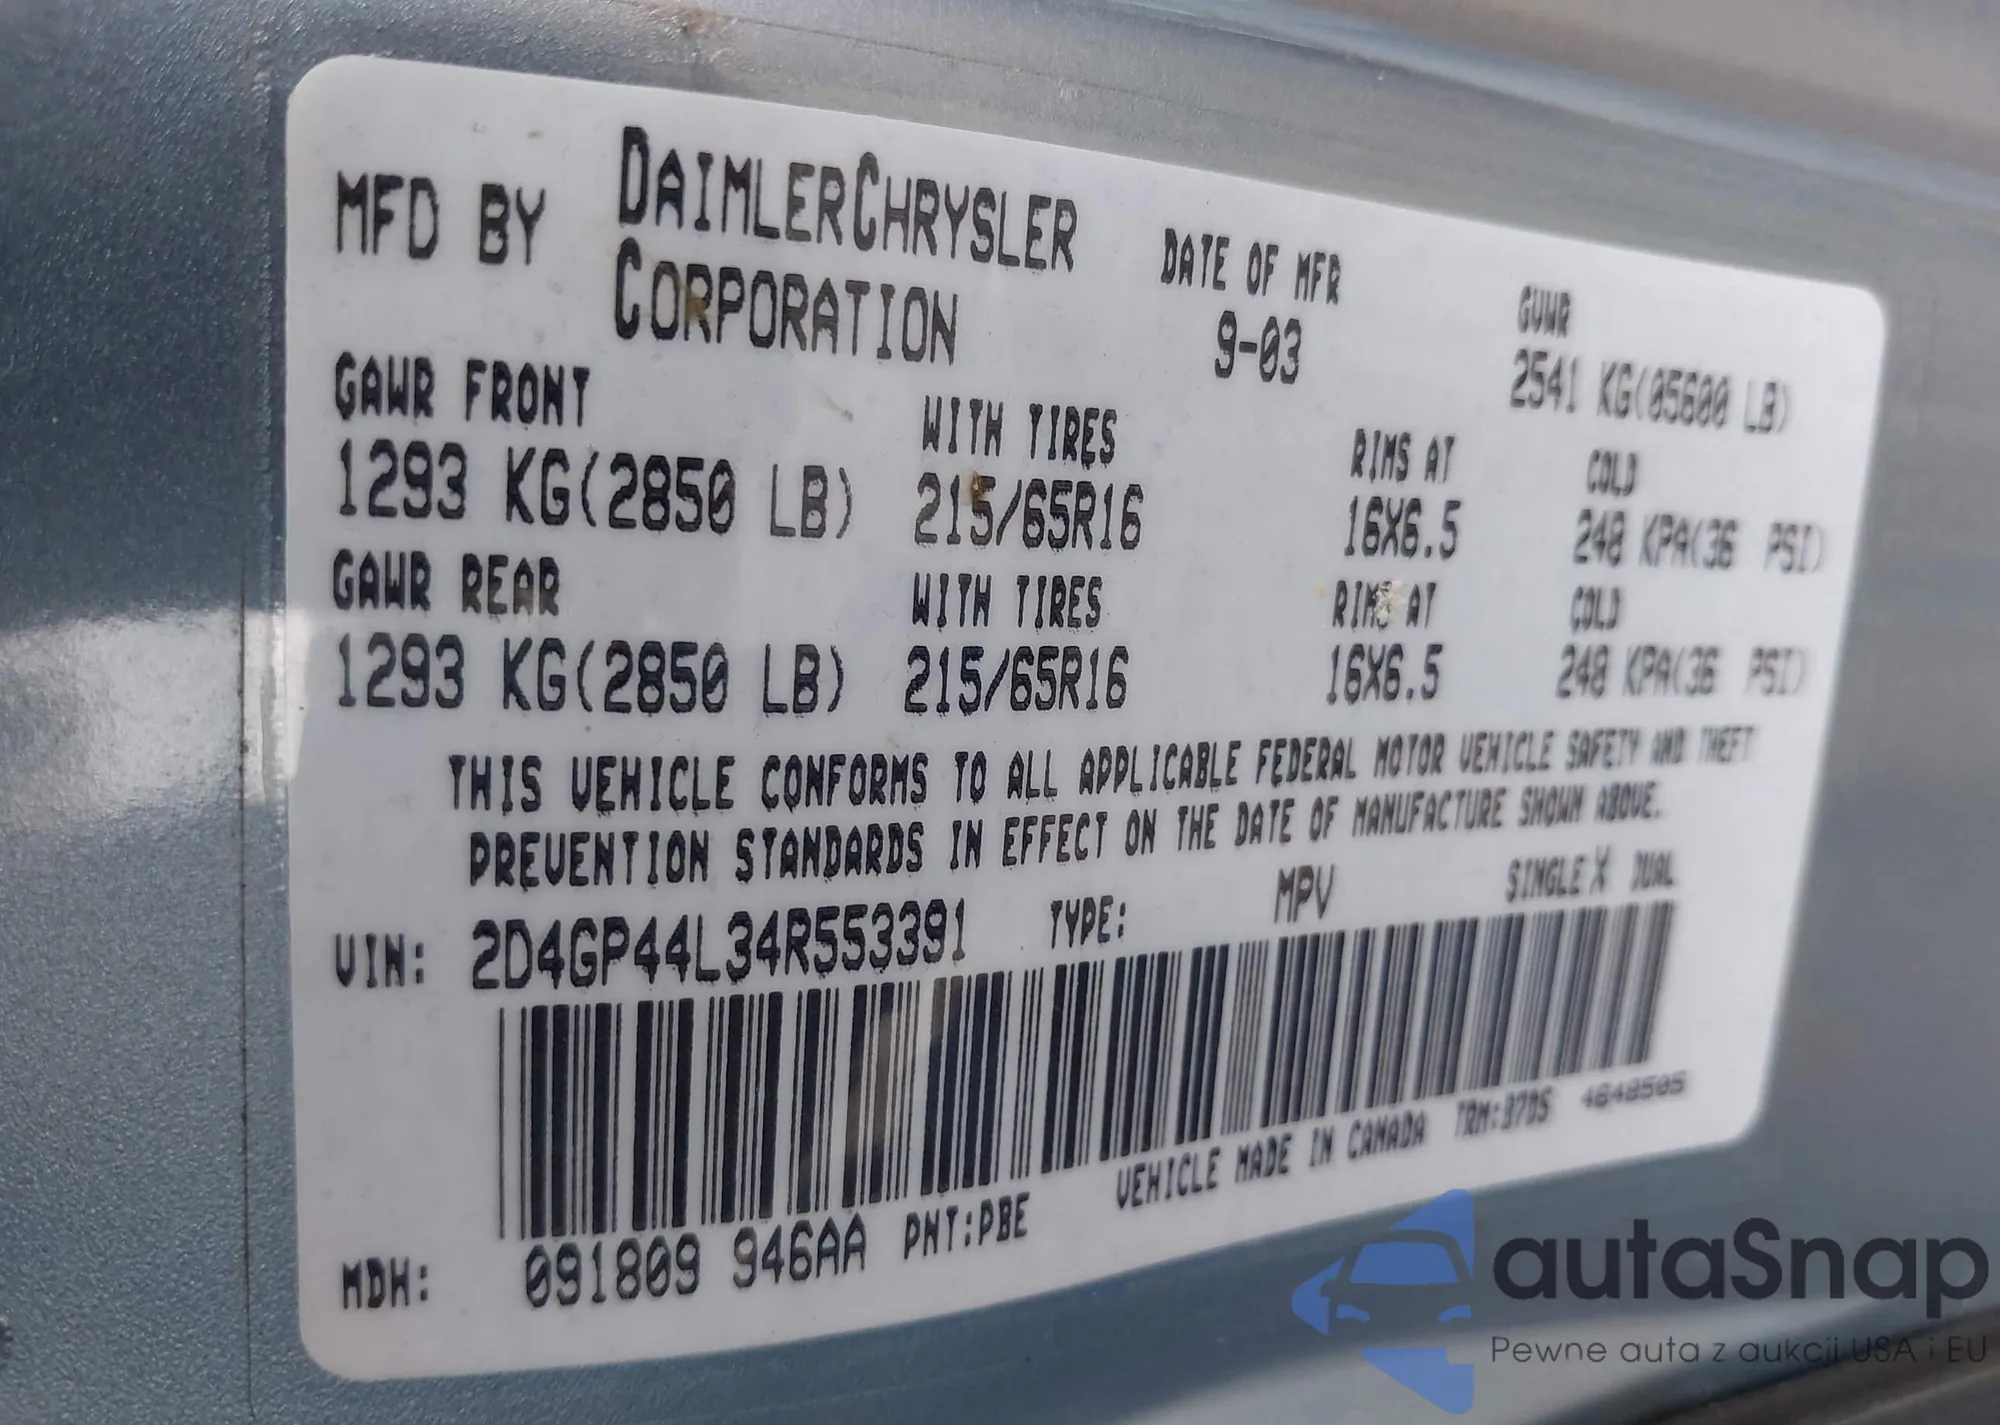 MFD BY DAIMLERCHRYSLER CORPORATION
DATE OF MFR 9-03
GVWR 2541 KG(05600 LB)
GAWR FRONT WITH TIRES RIMS AT COLD
1293 KG(2850 LB) 215/65R16 16X6.5 248 KPA(36 PSI)
GAWR REAR WITH TIRES RIMS AT COLD
1293 KG(2850 LB) 215/65R16 16X6.5 248 KPA(36 PSI)
THIS VEHICLE CONFORMS TO ALL APPLICABLE FEDERAL MOTOR VEHICLE SAFETY AND THEFT
PREVENTION STANDARDS IN EFFECT ON THE DATE OF MANUFACTURE SHOWN ABOVE.
VIN: 2D4GP44L34R553391 TYPE: MPV SINGLE X DUAL
VEHICLE MADE IN CANADA 4648505
MDH: 091809 946AA PNT:PBE
autaSnap
Pewne auta z aukcji USA i EU